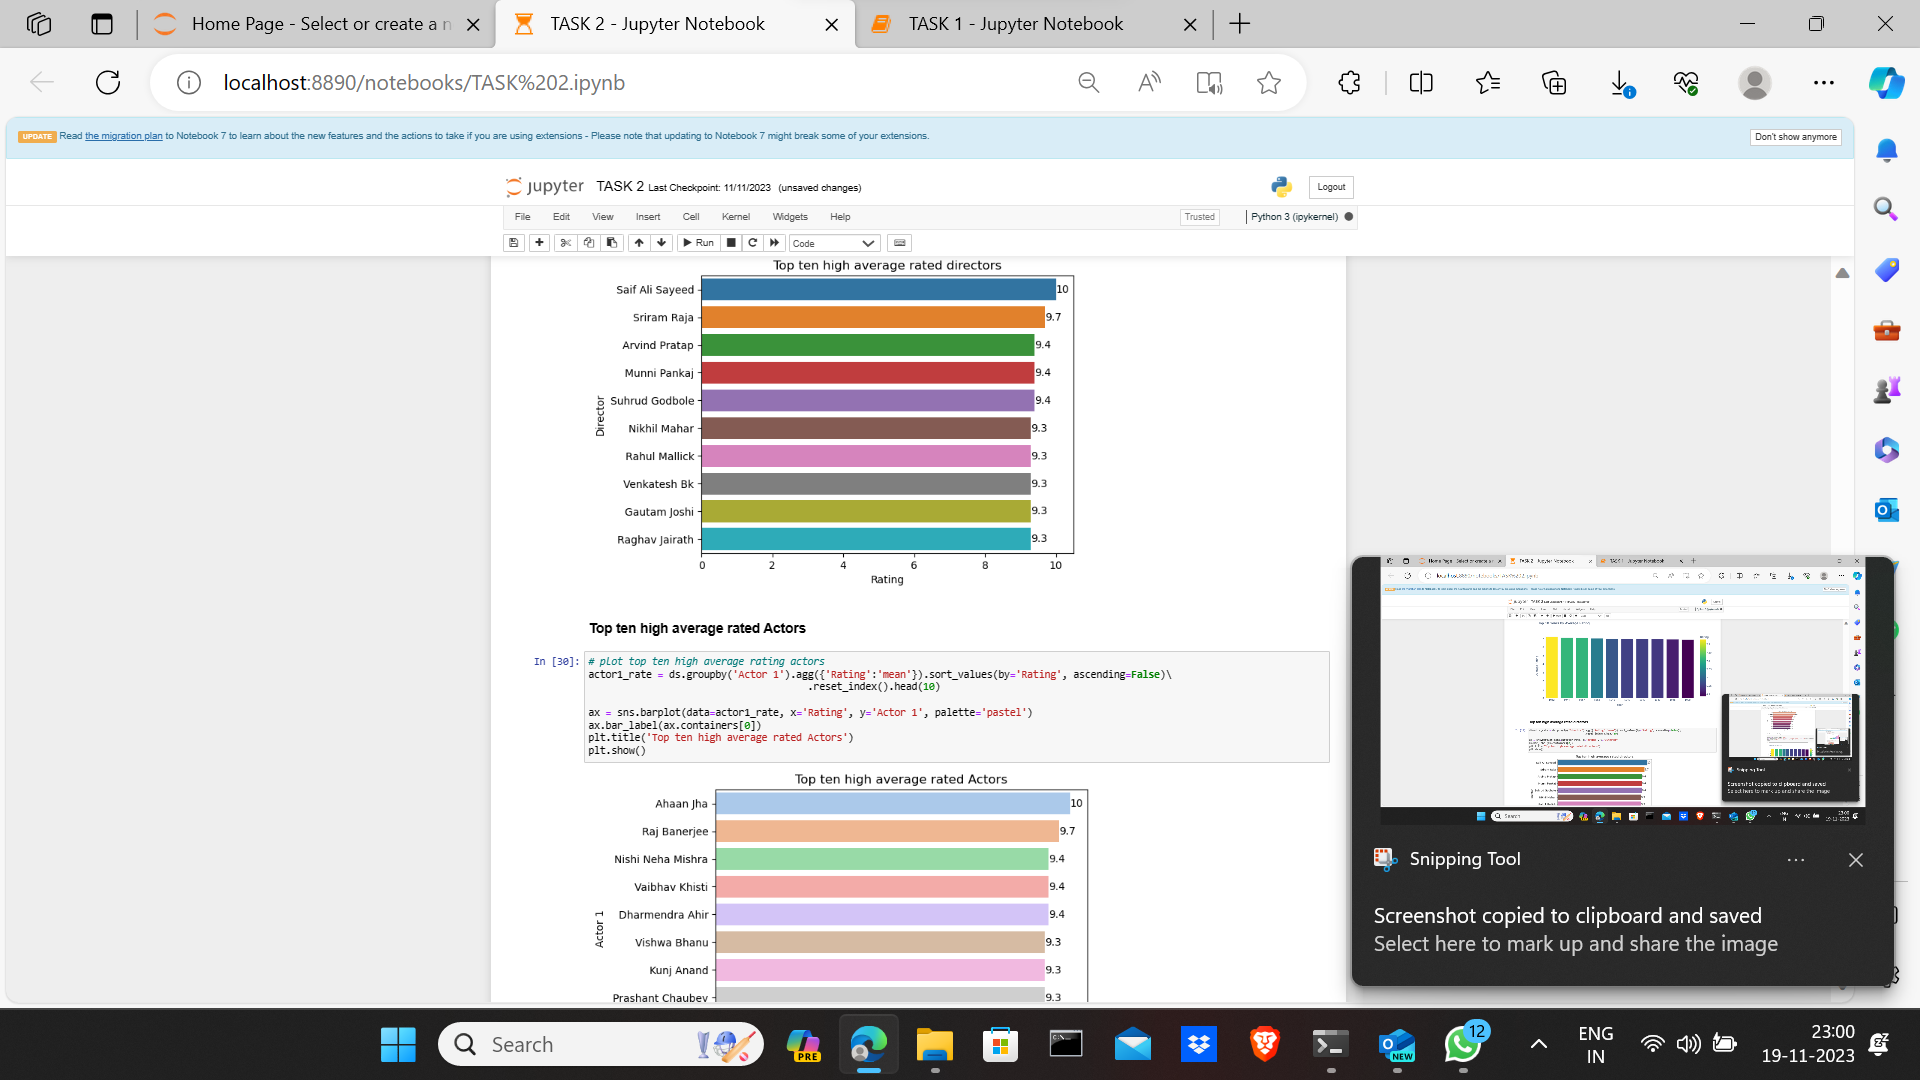 Home Page - Select or create a n
TASK 2 - Jupyter Notebook
TASK 1 - Jupyter Notebook
localhost:8890/notebooks/TASK%202.ipynb
UPDATE Read the migration plan to Notebook 7 to learn about the new features and the actions to take if you are using extensions - Please note that updating to Notebook 7 might break some of your extensions.
Don't show anymore
jupyter TASK 2 Last Checkpoint: 11/11/2023 (unsaved changes)
Logout
File Edit View Insert Cell Kernel Widgets Help
Trusted
Python 3 (ipykernel)
Run
Code
Top ten high average rated directors
Saif Ali Sayeed 10
Sriram Raja 9.7
Arvind Pratap 9.4
Munni Pankaj 9.4
Suhrud Godbole 9.4
Nikhil Mahar 9.3
Rahul Mallick 9.3
Venkatesh Bk 9.3
Gautam Joshi 9.3
Raghav Jairath 9.3
Director
0 2 4 6 8 10
Rating
Top ten high average rated Actors
In [30]:
# plot top ten high average rating actors
actor1_rate = ds.groupby('Actor 1').agg({'Rating':'mean'}).sort_values(by='Rating', ascending=False)\
.reset_index().head(10)
ax = sns.barplot(data=actor1_rate, x='Rating', y='Actor 1', palette='pastel')
ax.bar_label(ax.containers[0])
plt.title('Top ten high average rated Actors')
plt.show()
Top ten high average rated Actors
Ahaan Jha 10
Raj Banerjee 9.7
Nishi Neha Mishra 9.4
Vaibhav Khisti 9.4
Dharmendra Ahir 9.4
Vishwa Bhanu 9.3
Kunj Anand 9.3
Prashant Chaubey 9.3
Actor 1
Snipping Tool
Screenshot copied to clipboard and saved
Select here to mark up and share the image
Search
PRE
NEW
12
ENG
IN
23:00
19-11-2023